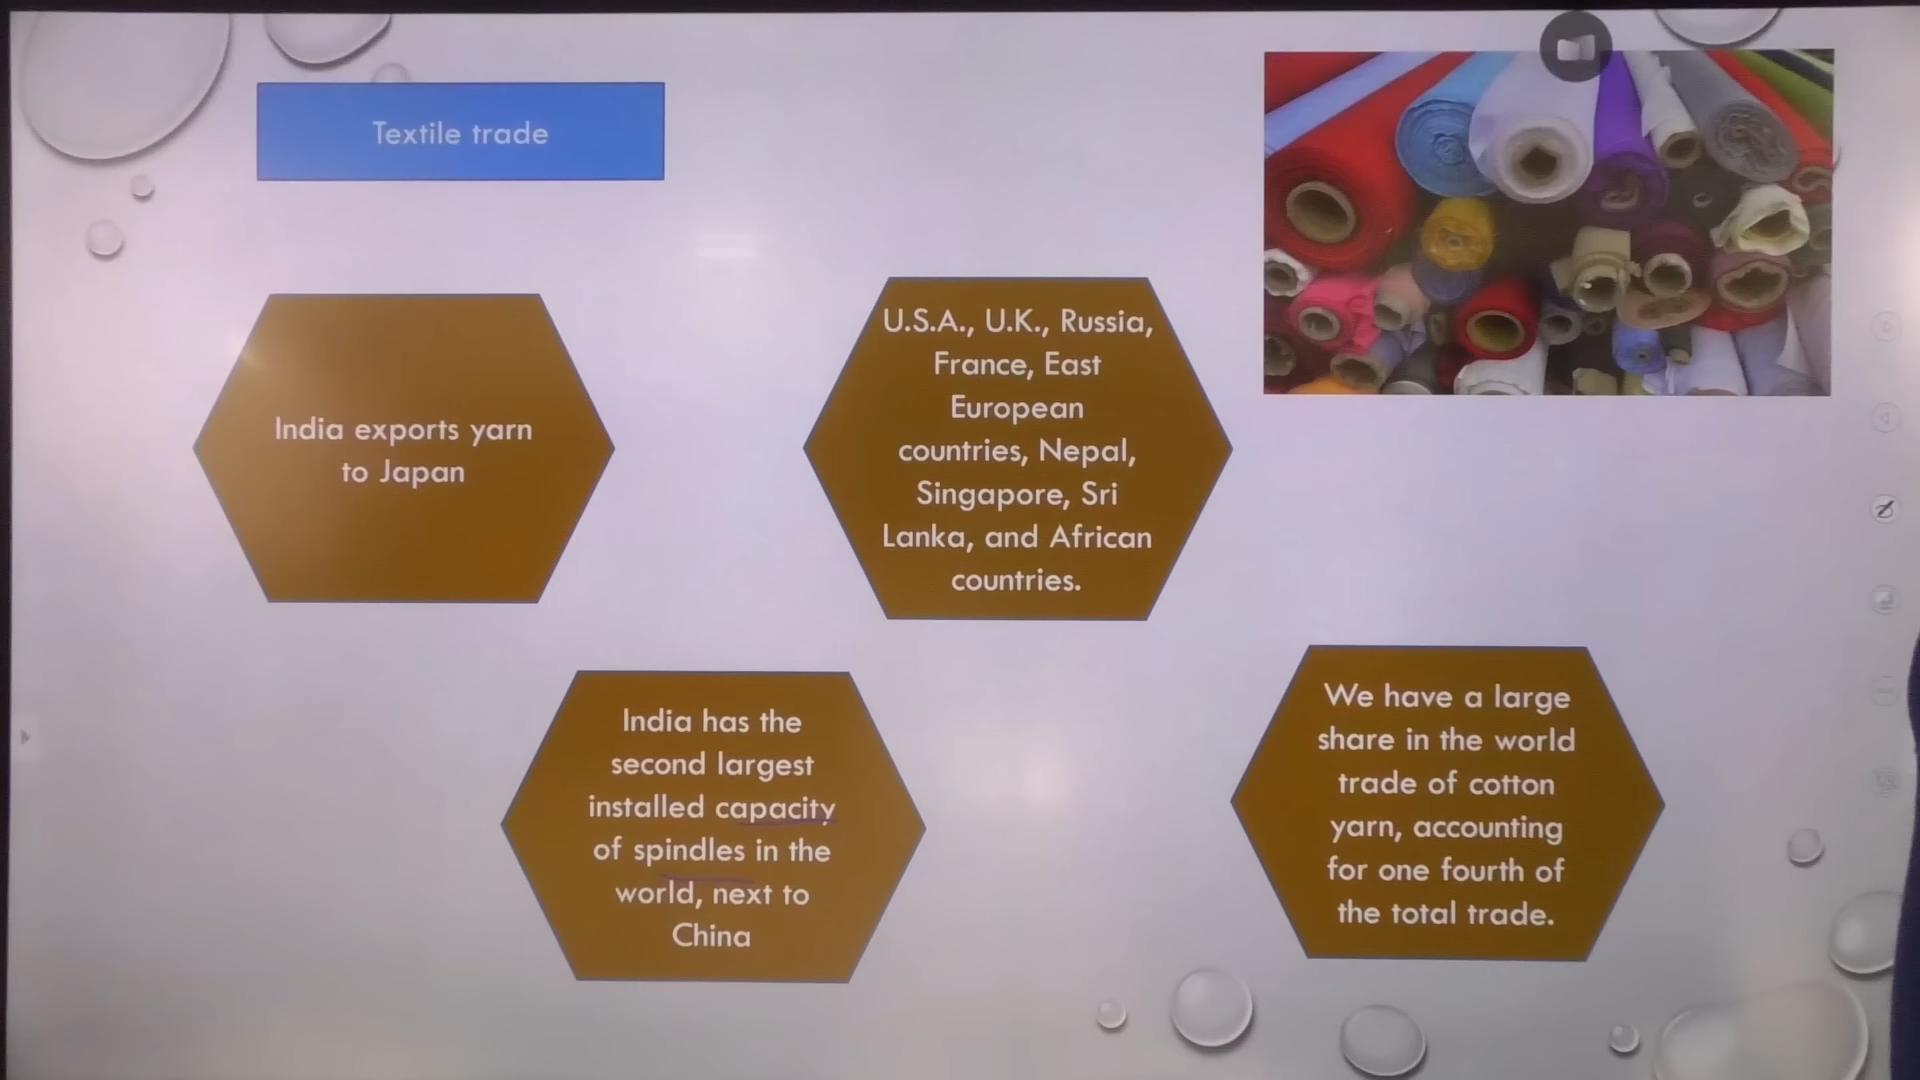 Textile trade
India exports yarn
to Japan
U.S.A., U.K., Russia,
France, East
European
countries, Nepal,
Singapore, Sri
Lanka, and African
countries.
India has the
second largest
installed capacity
of spindles in the
world, next to
China
We have a large
share in the world
trade of cotton
yarn, accounting
for one fourth of
the total trade.